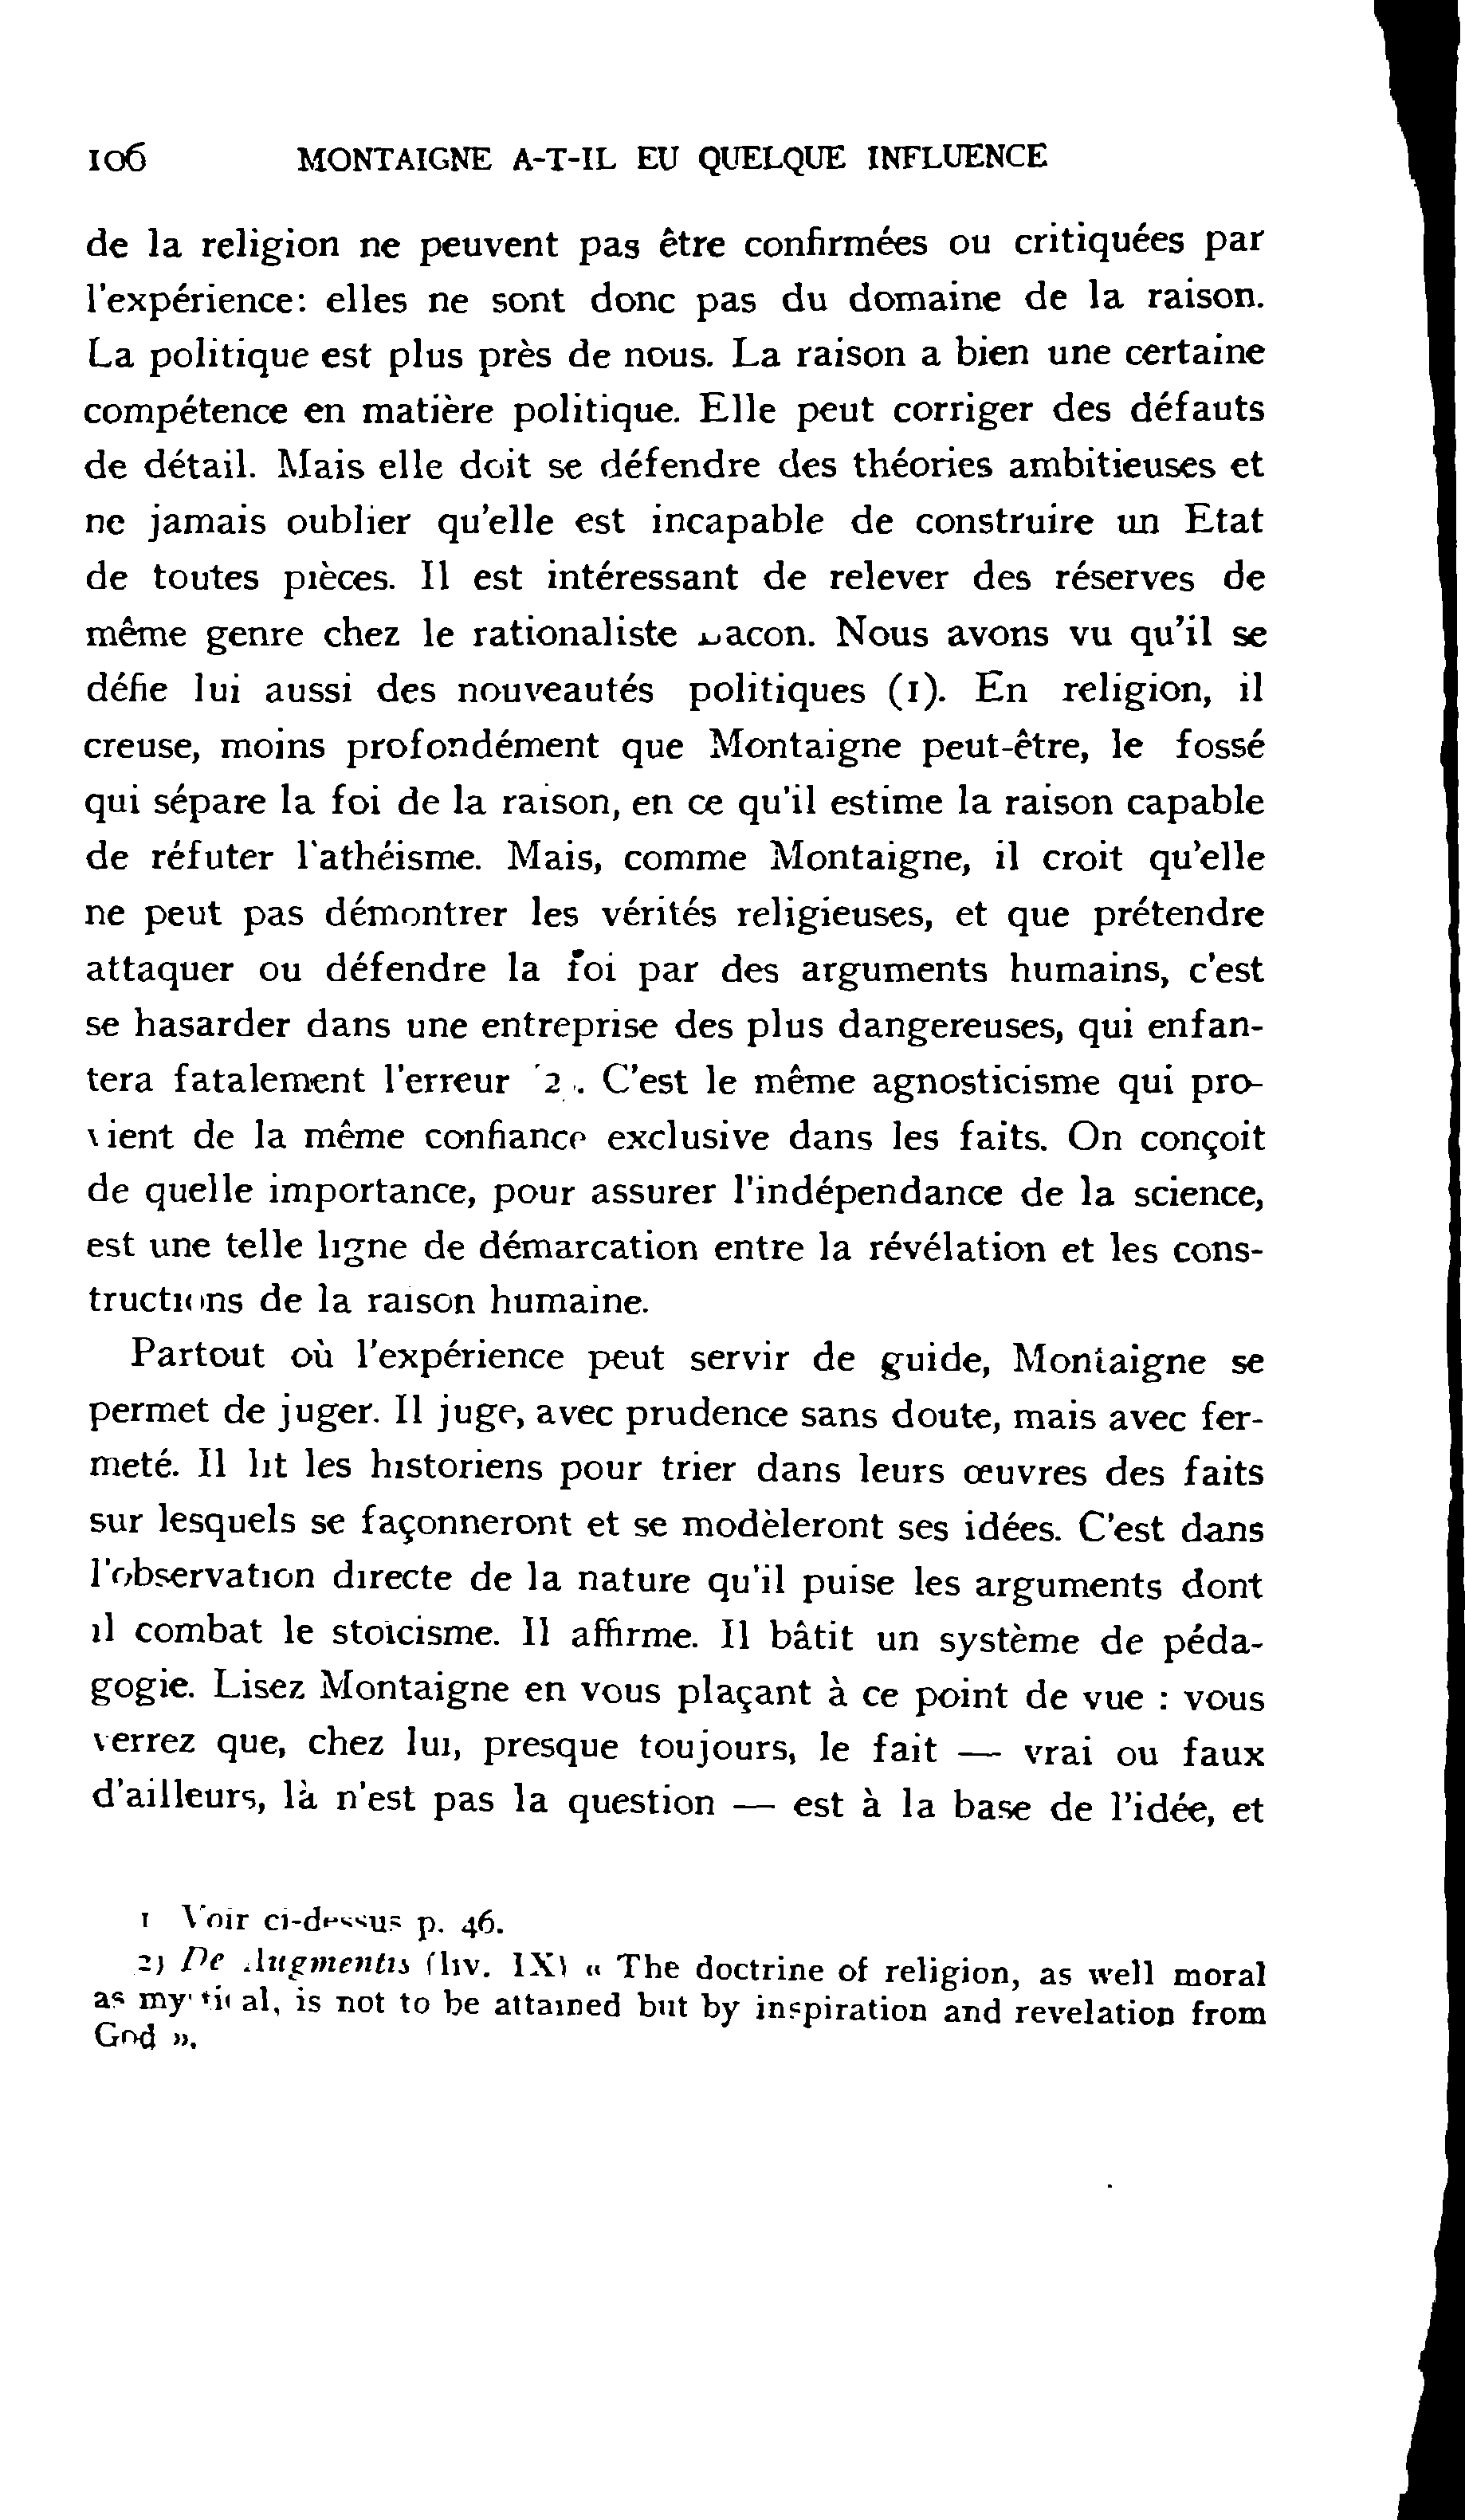 106 MONTAIGNE A-T-IL EU QUELQUE INFLUENCE
de la religion ne peuvent pas être confirmées ou critiquées par
l'expérience: elles ne sont donc pas du domaine de la raison.
La politique est plus près de nous. La raison a bien une certaine
compétence en matière politique. Elle peut corriger des défauts
de détail. Mais elle doit se défendre des théories ambitieuses et
ne jamais oublier qu'elle est incapable de construire un Etat
de toutes pièces. Il est intéressant de relever des réserves de
même genre chez le rationaliste Bacon. Nous avons vu qu'il se
défie lui aussi des nouveautés politiques (1). En religion, il
creuse, moins profondément que Montaigne peut-être, le fossé
qui sépare la foi de la raison, en ce qu'il estime la raison capable
de réfuter l'athéisme. Mais, comme Montaigne, il croit qu'elle
ne peut pas démontrer les vérités religieuses, et que prétendre
attaquer ou défendre la foi par des arguments humains, c'est
se hasarder dans une entreprise des plus dangereuses, qui enfan-
tera fatalement l'erreur (2). C'est le même agnosticisme qui pro-
vient de la même confiance exclusive dans les faits. On conçoit
de quelle importance, pour assurer l'indépendance de la science,
est une telle ligne de démarcation entre la révélation et les cons-
tructions de la raison humaine.
Partout où l'expérience peut servir de guide, Montaigne se
permet de juger. Il juge, avec prudence sans doute, mais avec fer-
meté. Il lit les historiens pour trier dans leurs œuvres des faits
sur lesquels se façonneront et se modèleront ses idées. C'est dans
l'observation directe de la nature qu'il puise les arguments dont
il combat le stoïcisme. Il affirme. Il bâtit un système de péda-
gogie. Lisez Montaigne en vous plaçant à ce point de vue : vous
verrez que, chez lui, presque toujours, le fait — vrai ou faux
d'ailleurs, là n'est pas la question — est à la base de l'idée, et
1 Voir ci-dessus p. 46.
2) De Augmentis (liv. IX) « The doctrine of religion, as well moral
as mystical, is not to be attained but by inspiration and revelation from
God ».